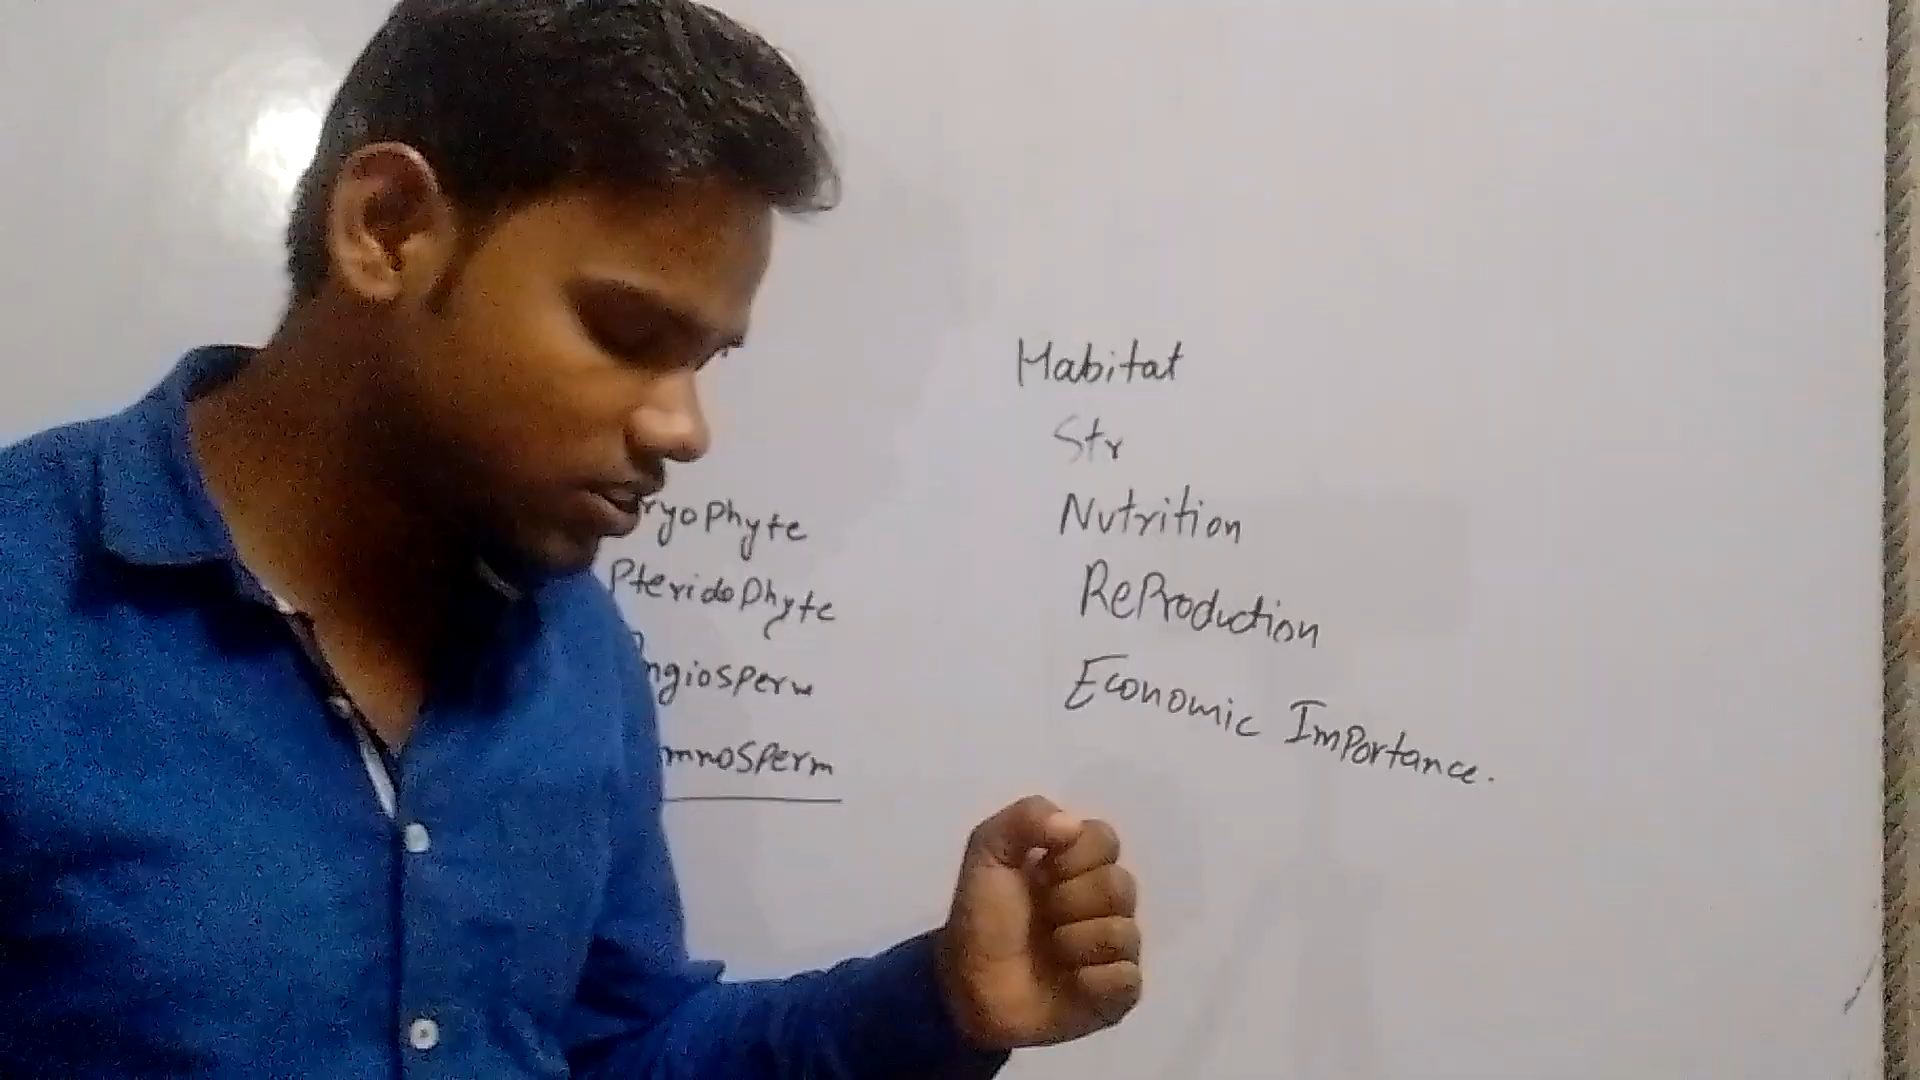 ryophyte
Pteridophyte
ngiosperm
mnosperm
Habitat
Str
Nutrition
Reproduction
Economic Importance.